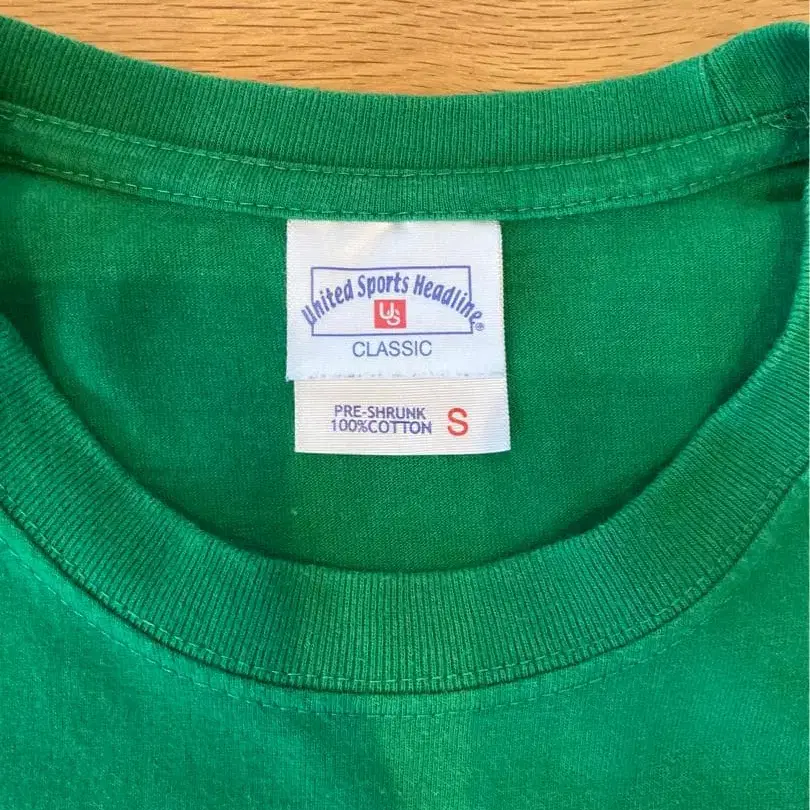 United Sports Headline®
US
CLASSIC
PRE-SHRUNK
100%COTTON S